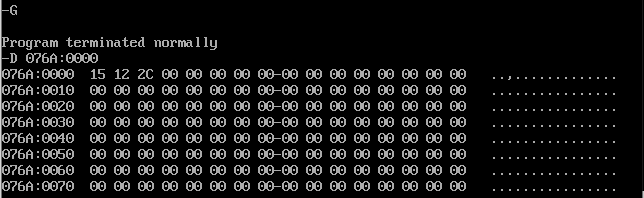 -G
Program terminated normally
-D 076A:0000
076A:0000  15 12 2C 00 00 00 00 00-00 00 00 00 00 00 00 00   ..,.............
076A:0010  00 00 00 00 00 00 00 00-00 00 00 00 00 00 00 00   ................
076A:0020  00 00 00 00 00 00 00 00-00 00 00 00 00 00 00 00   ................
076A:0030  00 00 00 00 00 00 00 00-00 00 00 00 00 00 00 00   ................
076A:0040  00 00 00 00 00 00 00 00-00 00 00 00 00 00 00 00   ................
076A:0050  00 00 00 00 00 00 00 00-00 00 00 00 00 00 00 00   ................
076A:0060  00 00 00 00 00 00 00 00-00 00 00 00 00 00 00 00   ................
076A:0070  00 00 00 00 00 00 00 00-00 00 00 00 00 00 00 00   ................